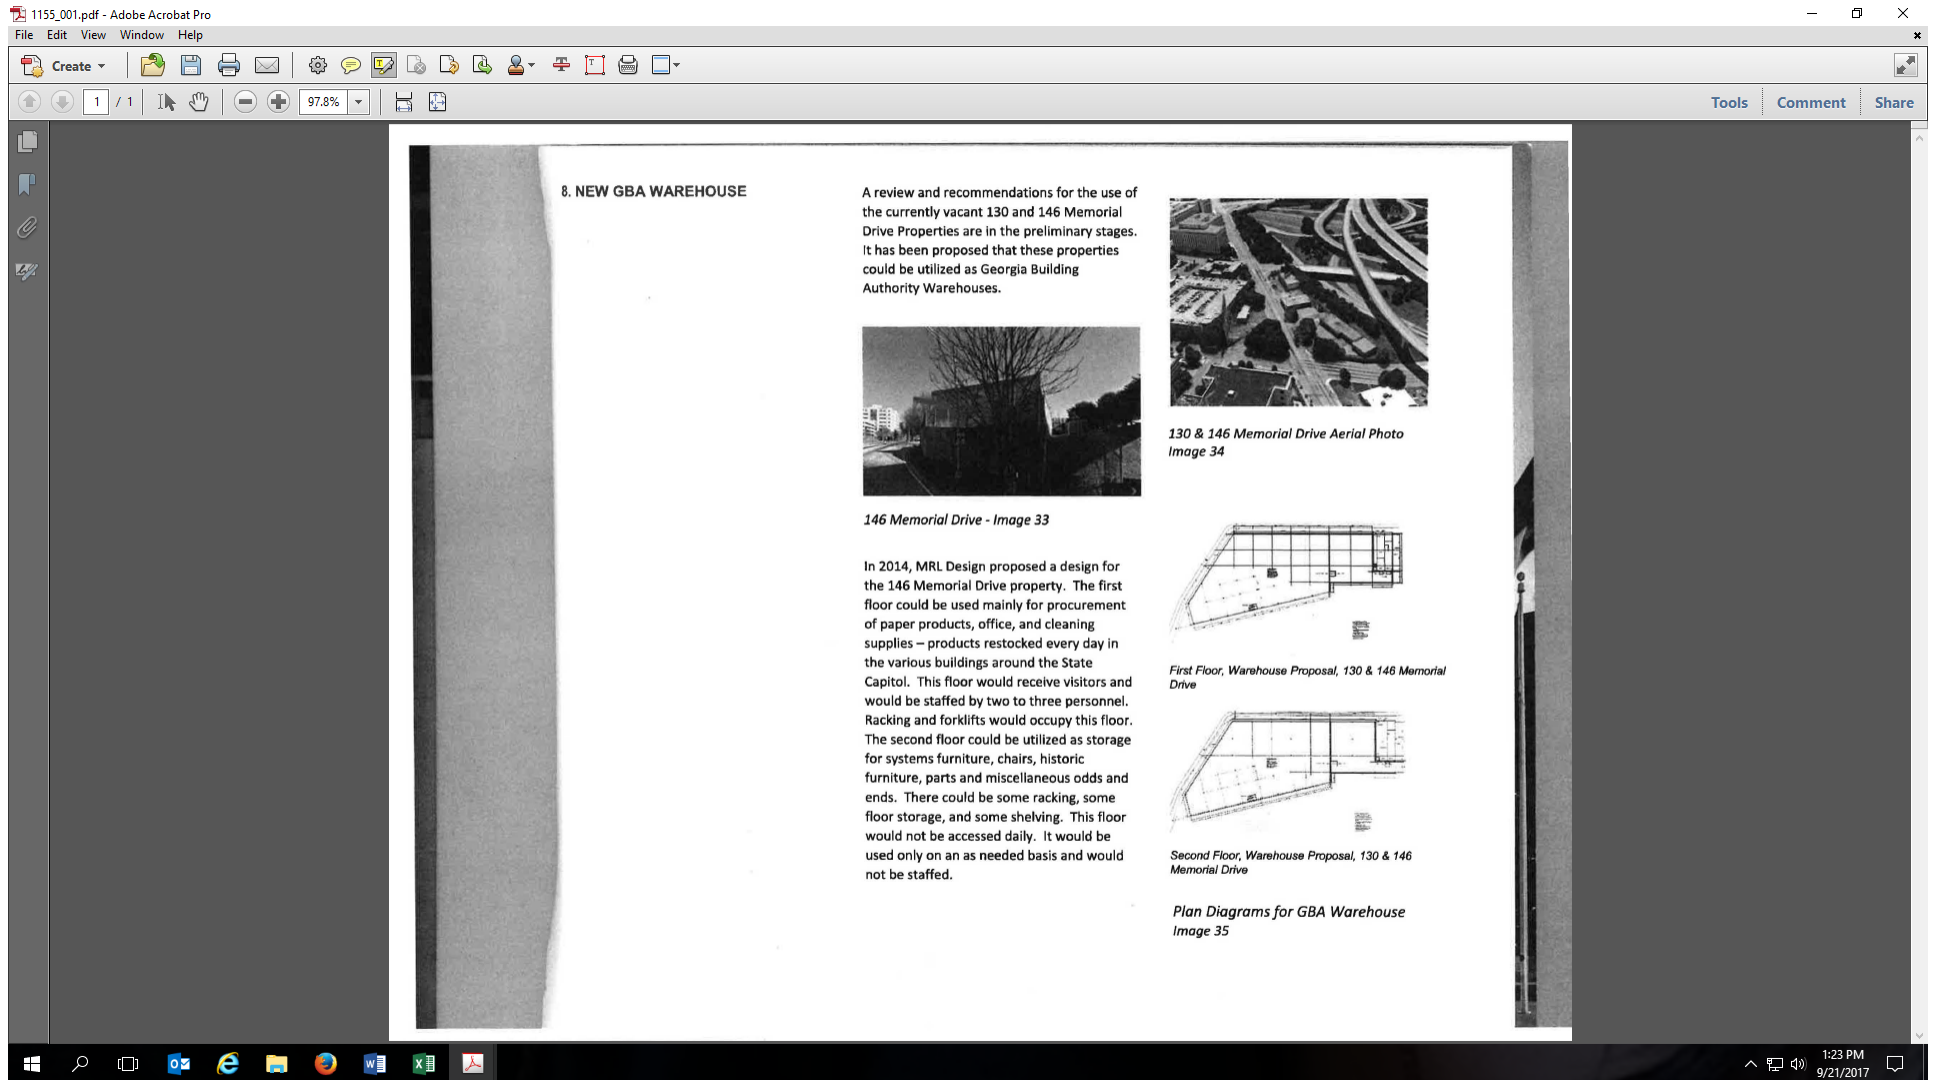 1155_001.pdf - Adobe Acrobat Pro
File Edit View Window Help
Create
1 / 1
97.8%
Tools Comment Share
8. NEW GBA WAREHOUSE
A review and recommendations for the use of
the currently vacant 130 and 146 Memorial
Drive Properties are in the preliminary stages.
It has been proposed that these properties
could be utilized as Georgia Building
Authority Warehouses.
146 Memorial Drive - Image 33
In 2014, MRL Design proposed a design for
the 146 Memorial Drive property. The first
floor could be used mainly for procurement
of paper products, office, and cleaning
supplies – products restocked every day in
the various buildings around the State
Capitol. This floor would receive visitors and
would be staffed by two to three personnel.
Racking and forklifts would occupy this floor.
The second floor could be utilized as storage
for systems furniture, chairs, historic
furniture, parts and miscellaneous odds and
ends. There could be some racking, some
floor storage, and some shelving. This floor
would not be accessed daily. It would be
used only on an as needed basis and would
not be staffed.
130 & 146 Memorial Drive Aerial Photo
Image 34
First Floor, Warehouse Proposal, 130 & 146 Memorial
Drive
Second Floor, Warehouse Proposal, 130 & 146
Memorial Drive
Plan Diagrams for GBA Warehouse
Image 35
1:23 PM
9/21/2017